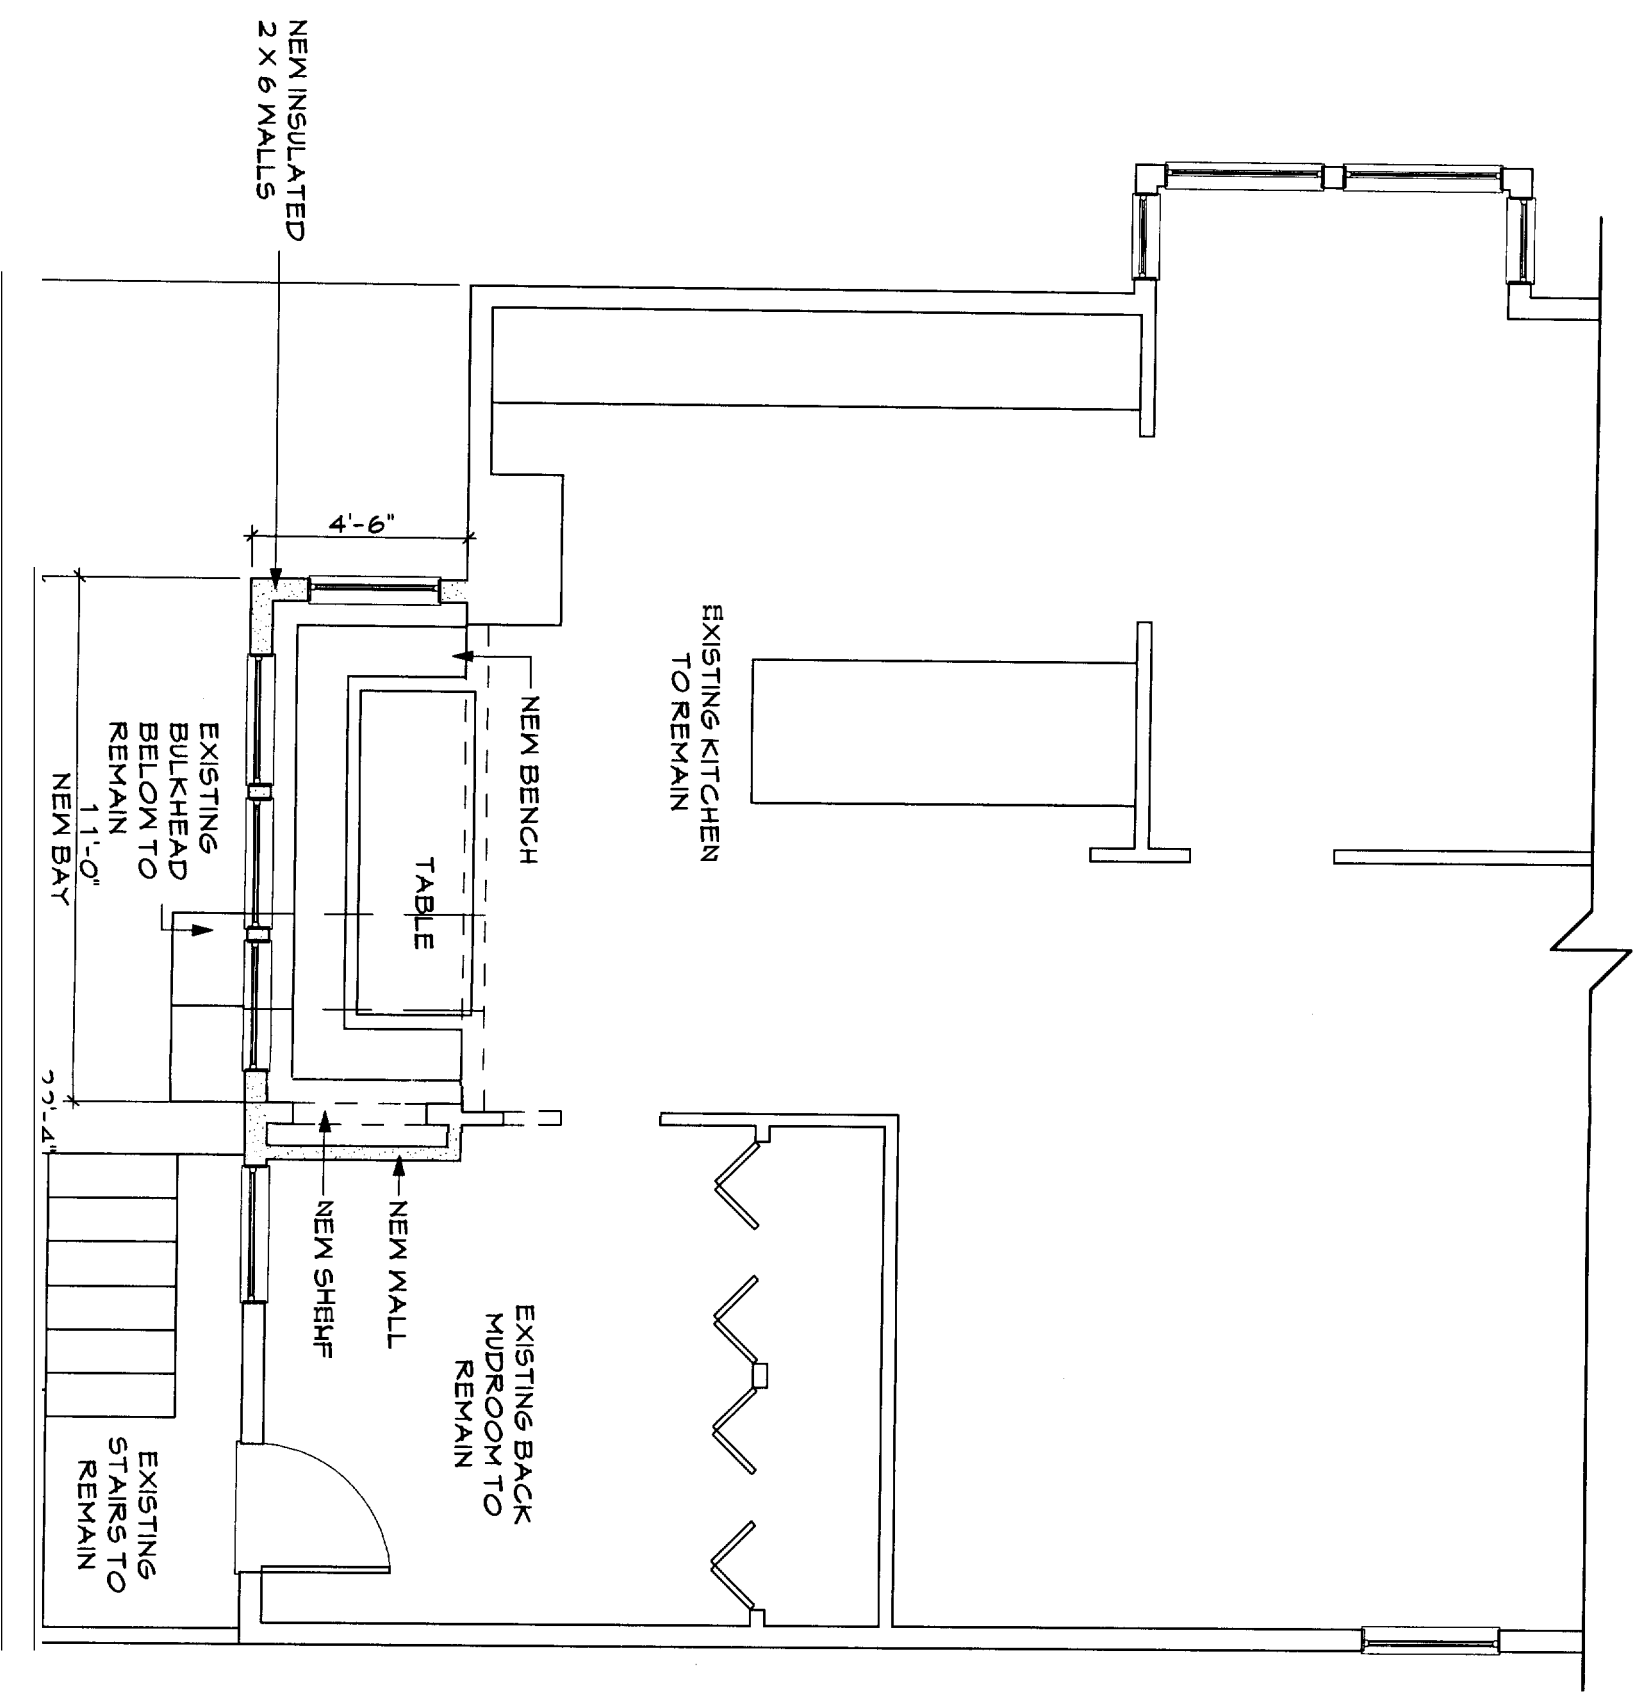 NEW INSULATED
2 X 6 WALLS
4'-6"
EXISTING KITCHEN
TO REMAIN
NEW BENCH
TABLE
EXISTING
BULKHEAD
BELOW TO
REMAIN
11'-0"
NEW BAY
NEW WALL
NEW SHELF
EXISTING BACK
MUDROOM TO
REMAIN
EXISTING
STAIRS TO
REMAIN